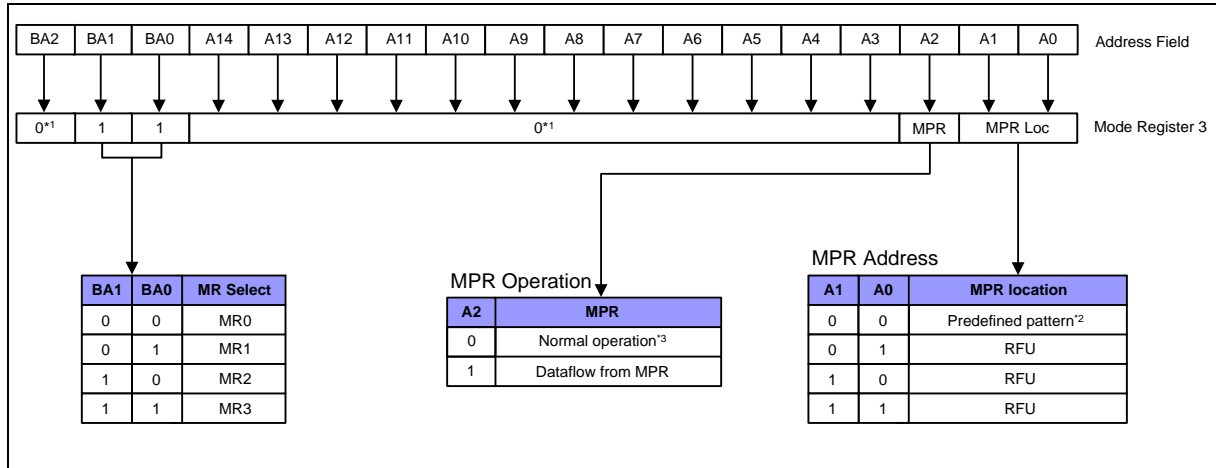 BA2 BA1 BA0 A14 A13 A12 A11 A10 A9 A8 A7 A6 A5 A4 A3 A2 A1 A0 Address Field
0*1 1 1 0*1 MPR MPR Loc Mode Register 3
BA1 BA0 MR Select
0 0 MR0
0 1 MR1
1 0 MR2
1 1 MR3
MPR Operation
A2 MPR
0 Normal operation*3
1 Dataflow from MPR
MPR Address
A1 A0 MPR location
0 0 Predefined pattern*2
0 1 RFU
1 0 RFU
1 1 RFU